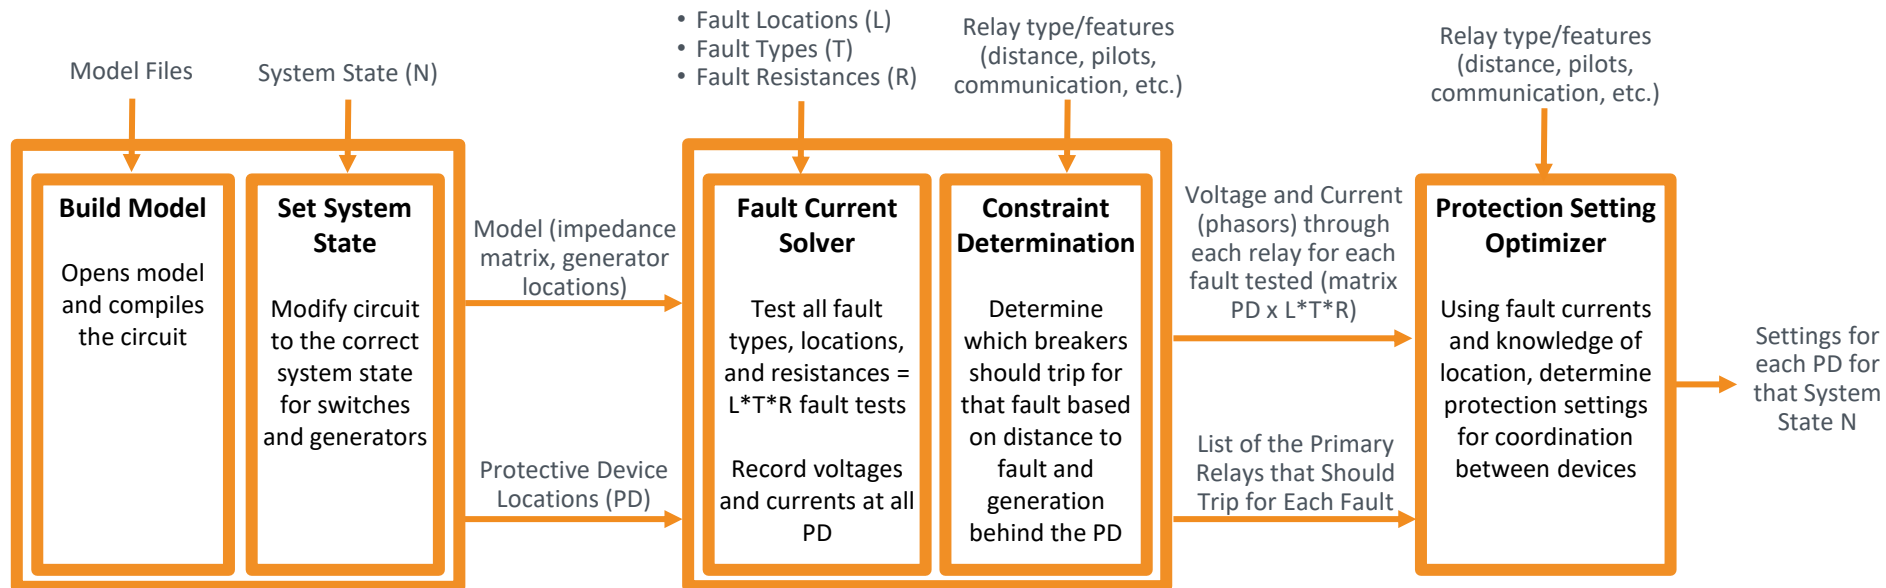 Model Files
System State (N)
• Fault Locations (L)
• Fault Types (T)
• Fault Resistances (R)
Relay type/features
(distance, pilots,
communication, etc.)
Relay type/features
(distance, pilots,
communication, etc.)
Build Model
Opens model
and compiles
the circuit
Set System
State
Modify circuit
to the correct
system state
for switches
and generators
Model (impedance
matrix, generator
locations)
Protective Device
Locations (PD)
Fault Current
Solver
Test all fault
types, locations,
and resistances =
L*T*R fault tests
Record voltages
and currents at all
PD
Constraint
Determination
Determine
which breakers
should trip for
that fault based
on distance to
fault and
generation
behind the PD
Voltage and Current
(phasors) through
each relay for each
fault tested (matrix
PD x L*T*R)
List of the Primary
Relays that Should
Trip for Each Fault
Protection Setting
Optimizer
Using fault currents
and knowledge of
location, determine
protection settings
for coordination
between devices
Settings for
each PD for
that System
State N